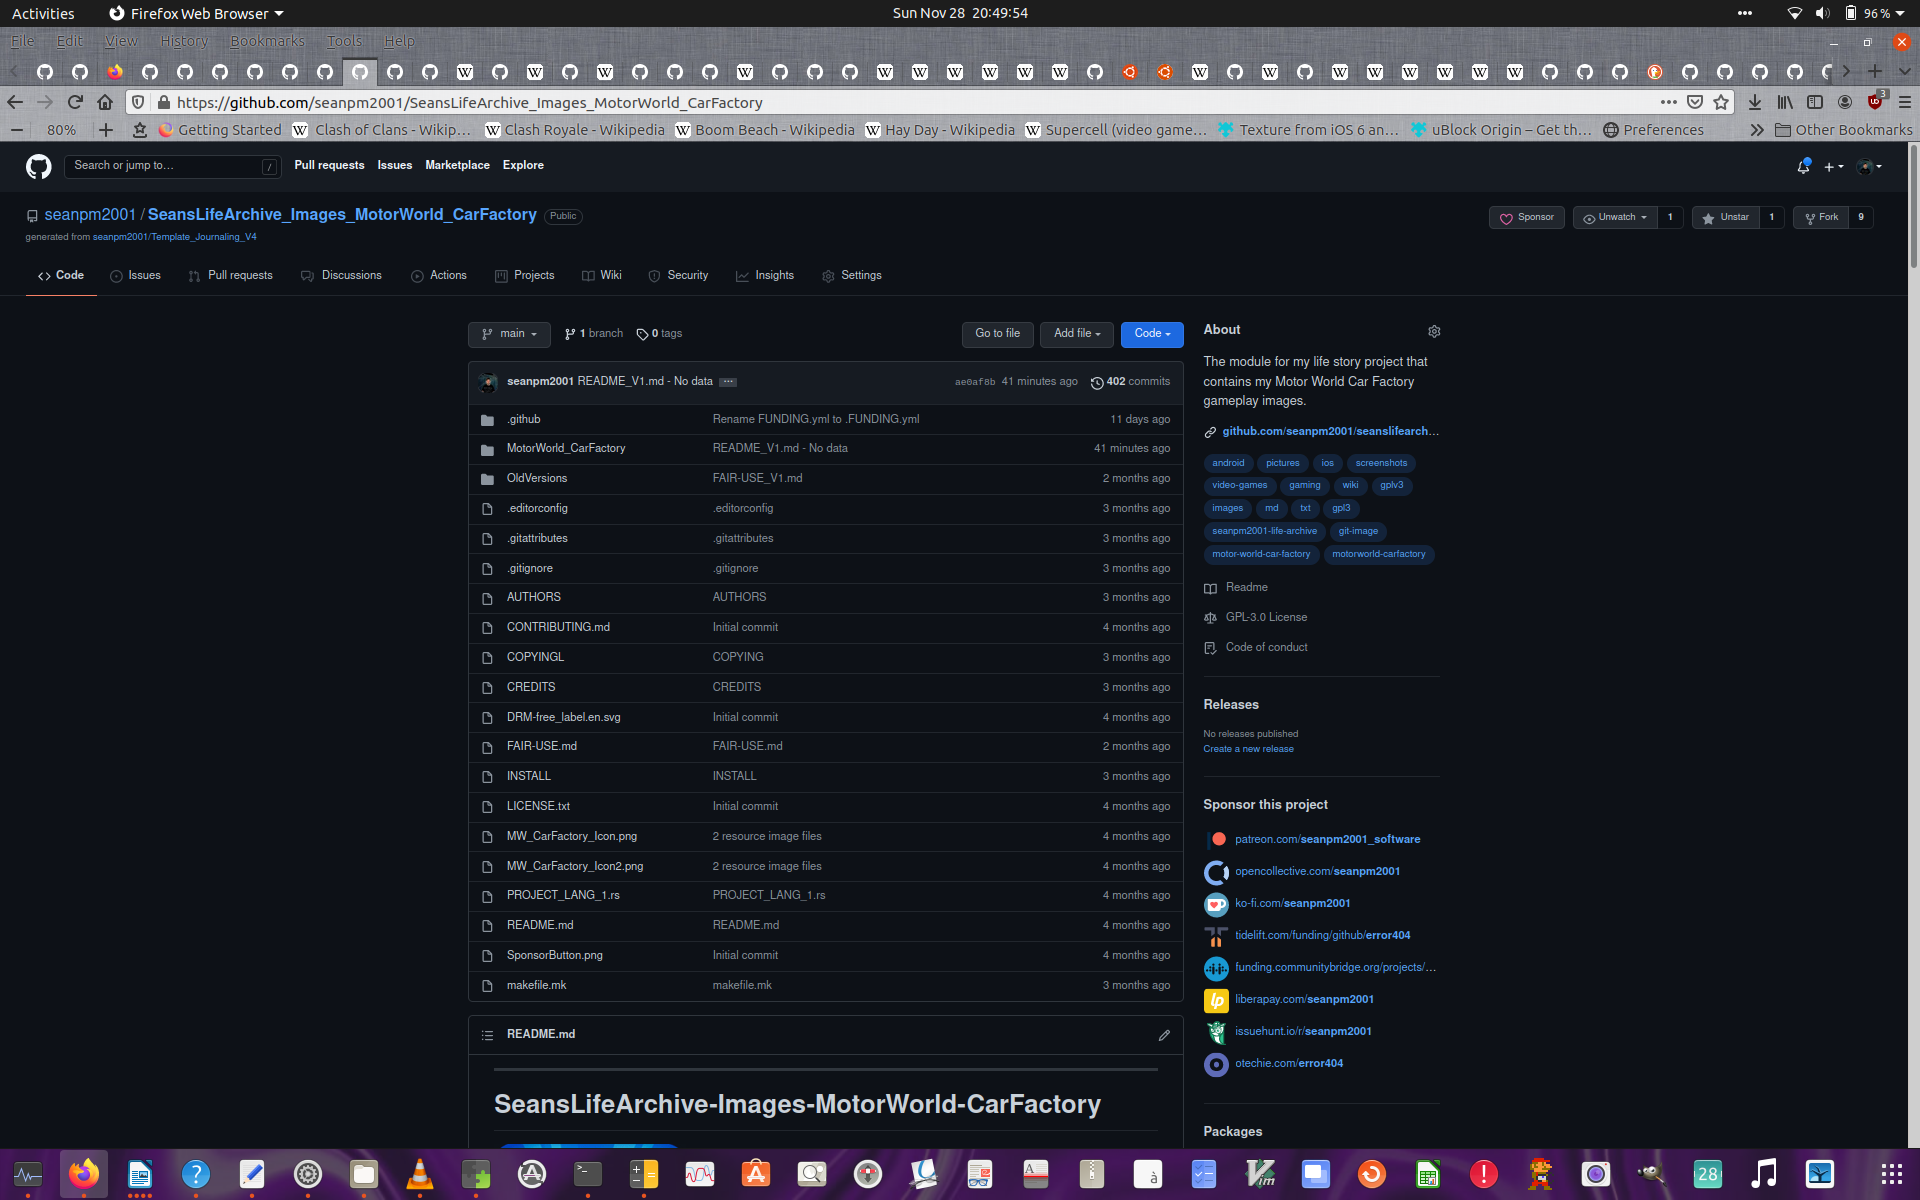 Activities Firefox Web Browser Sun Nov 28 20:49:54 96%
File Edit View History Bookmarks Tools Help
https://github.com/seanpm2001/SeansLifeArchive_Images_MotorWorld_CarFactory 3
80% Getting Started Clash of Clans - Wikip… Clash Royale - Wikipedia Boom Beach - Wikipedia Hay Day - Wikipedia Supercell (video game… Texture from iOS 6 an… uBlock Origin – Get th… Preferences Other Bookmarks
Search or jump to… / Pull requests Issues Marketplace Explore
seanpm2001 / SeansLifeArchive_Images_MotorWorld_CarFactory Public Sponsor Unwatch 1 Unstar 1 Fork 9
generated from seanpm2001/Template_Journaling_V4
Code Issues Pull requests Discussions Actions Projects Wiki Security Insights Settings
main 1 branch 0 tags Go to file Add file Code
seanpm2001 README_V1.md - No data ae0af8b 41 minutes ago 402 commits
.github Rename FUNDING.yml to .FUNDING.yml 11 days ago
MotorWorld_CarFactory README_V1.md - No data 41 minutes ago
OldVersions FAIR-USE_V1.md 2 months ago
.editorconfig .editorconfig 3 months ago
.gitattributes .gitattributes 3 months ago
.gitignore .gitignore 3 months ago
AUTHORS AUTHORS 3 months ago
CONTRIBUTING.md Initial commit 4 months ago
COPYINGL COPYING 3 months ago
CREDITS CREDITS 3 months ago
DRM-free_label.en.svg Initial commit 4 months ago
FAIR-USE.md FAIR-USE.md 2 months ago
INSTALL INSTALL 3 months ago
LICENSE.txt Initial commit 4 months ago
MW_CarFactory_Icon.png 2 resource image files 4 months ago
MW_CarFactory_Icon2.png 2 resource image files 4 months ago
PROJECT_LANG_1.rs PROJECT_LANG_1.rs 4 months ago
README.md README.md 4 months ago
SponsorButton.png Initial commit 4 months ago
makefile.mk makefile.mk 3 months ago
README.md
SeansLifeArchive-Images-MotorWorld-CarFactory
About
The module for my life story project that
contains my Motor World Car Factory
gameplay images.
github.com/seanpm2001/seanslifearch…
android pictures ios screenshots
video-games gaming wiki gplv3
images md txt gpl3
seanpm2001-life-archive git-image
motor-world-car-factory motorworld-carfactory
Readme
GPL-3.0 License
Code of conduct
Releases
No releases published
Create a new release
Sponsor this project
patreon.com/seanpm2001_software
opencollective.com/seanpm2001
ko-fi.com/seanpm2001
tidelift.com/funding/github/error404
funding.communitybridge.org/projects/…
liberapay.com/seanpm2001
issuehunt.io/r/seanpm2001
otechie.com/error404
Packages
28